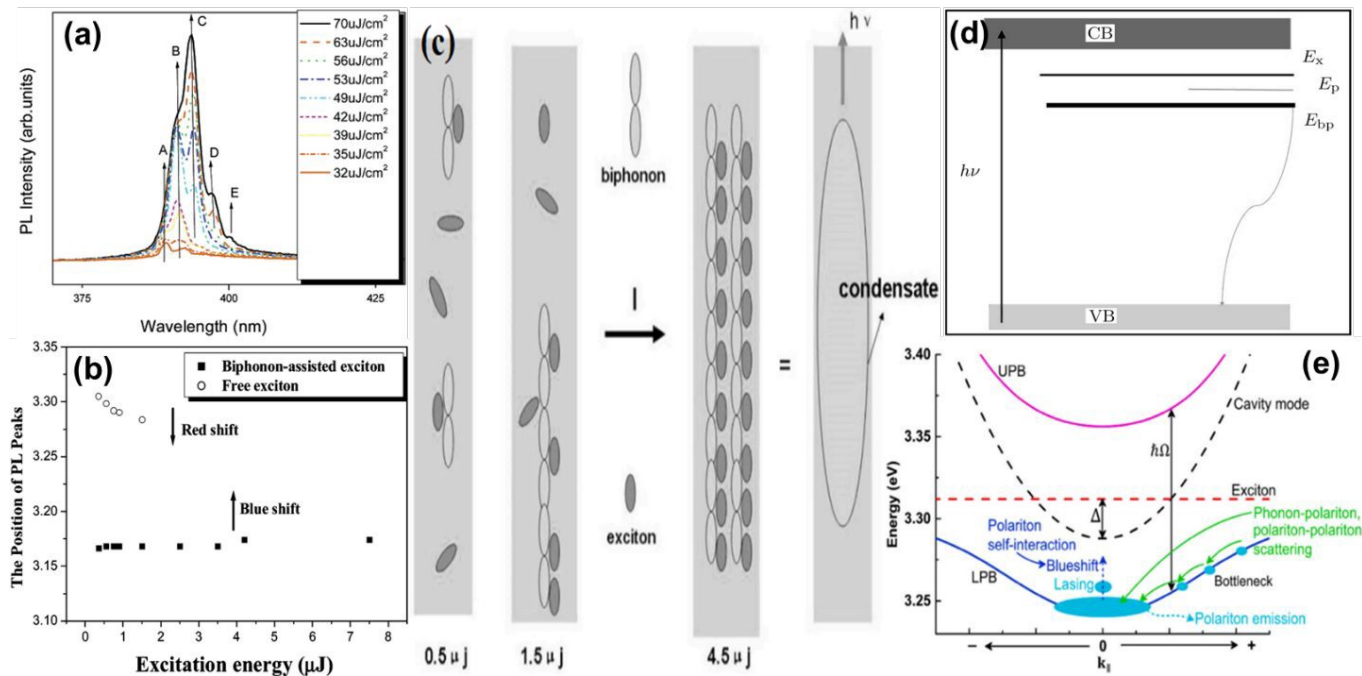 (a)
70uJ/cm²
63uJ/cm²
56uJ/cm²
53uJ/cm²
49uJ/cm²
42uJ/cm²
39uJ/cm²
35uJ/cm²
32uJ/cm²
A
B
C
D
E
PL Intensity (arb.units)
375
400
425
Wavelength (nm)
(b)
Biphonon-assisted exciton
Free exciton
Red shift
Blue shift
The Position of PL Peaks
3.35
3.30
3.25
3.20
3.15
3.10
0
1
2
3
4
5
6
7
8
Excitation energy (μJ)
(c)
hν
biphonon
I
exciton
=
condensate
0.5 μ j
1.5 μ j
4.5 μ j
(d)
CB
Eₓ
Eₚ
E_bp
hν
VB
(e)
3.40
3.35
3.30
3.25
Energy (eV)
UPB
Cavity mode
ℏΩ
Exciton
Δ
Phonon-polariton,
polariton-polariton
scattering
Polariton
self-interaction
Blueshift
Lasing
LPB
Bottleneck
Polariton emission
− 0 +
k∥